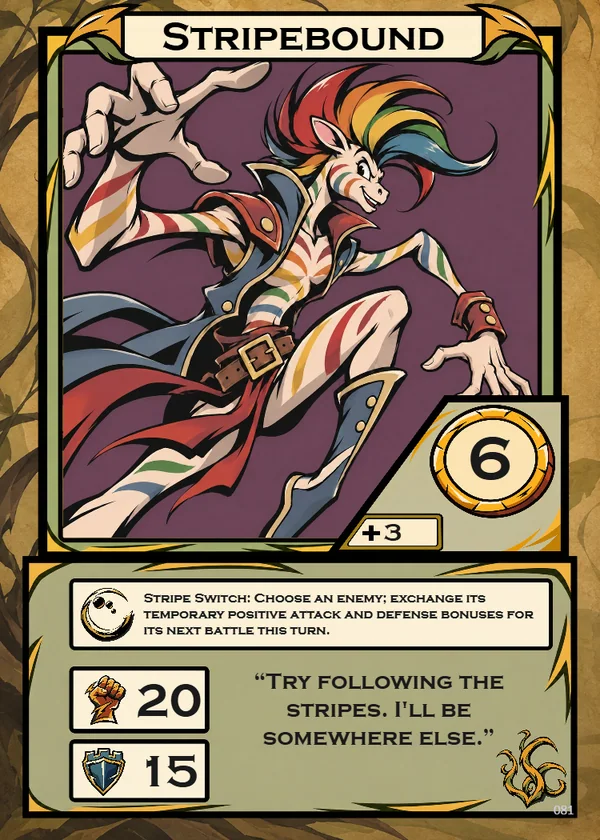 Stripebound
6
+3
Stripe Switch: Choose an enemy; exchange its
temporary positive attack and defense bonuses for
its next battle this turn.
20
15
“Try following the
stripes. I'll be
somewhere else.”
081